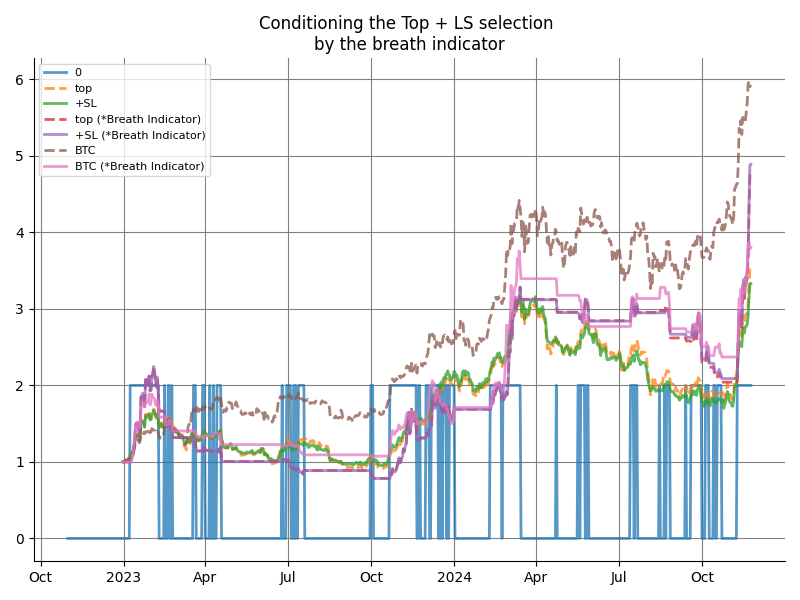 Conditioning the Top + LS selection
by the breath indicator
0
top
+SL
top (*Breath Indicator)
+SL (*Breath Indicator)
BTC
BTC (*Breath Indicator)
6
5
4
3
2
1
0
Oct 2023 Apr Jul Oct 2024 Apr Jul Oct